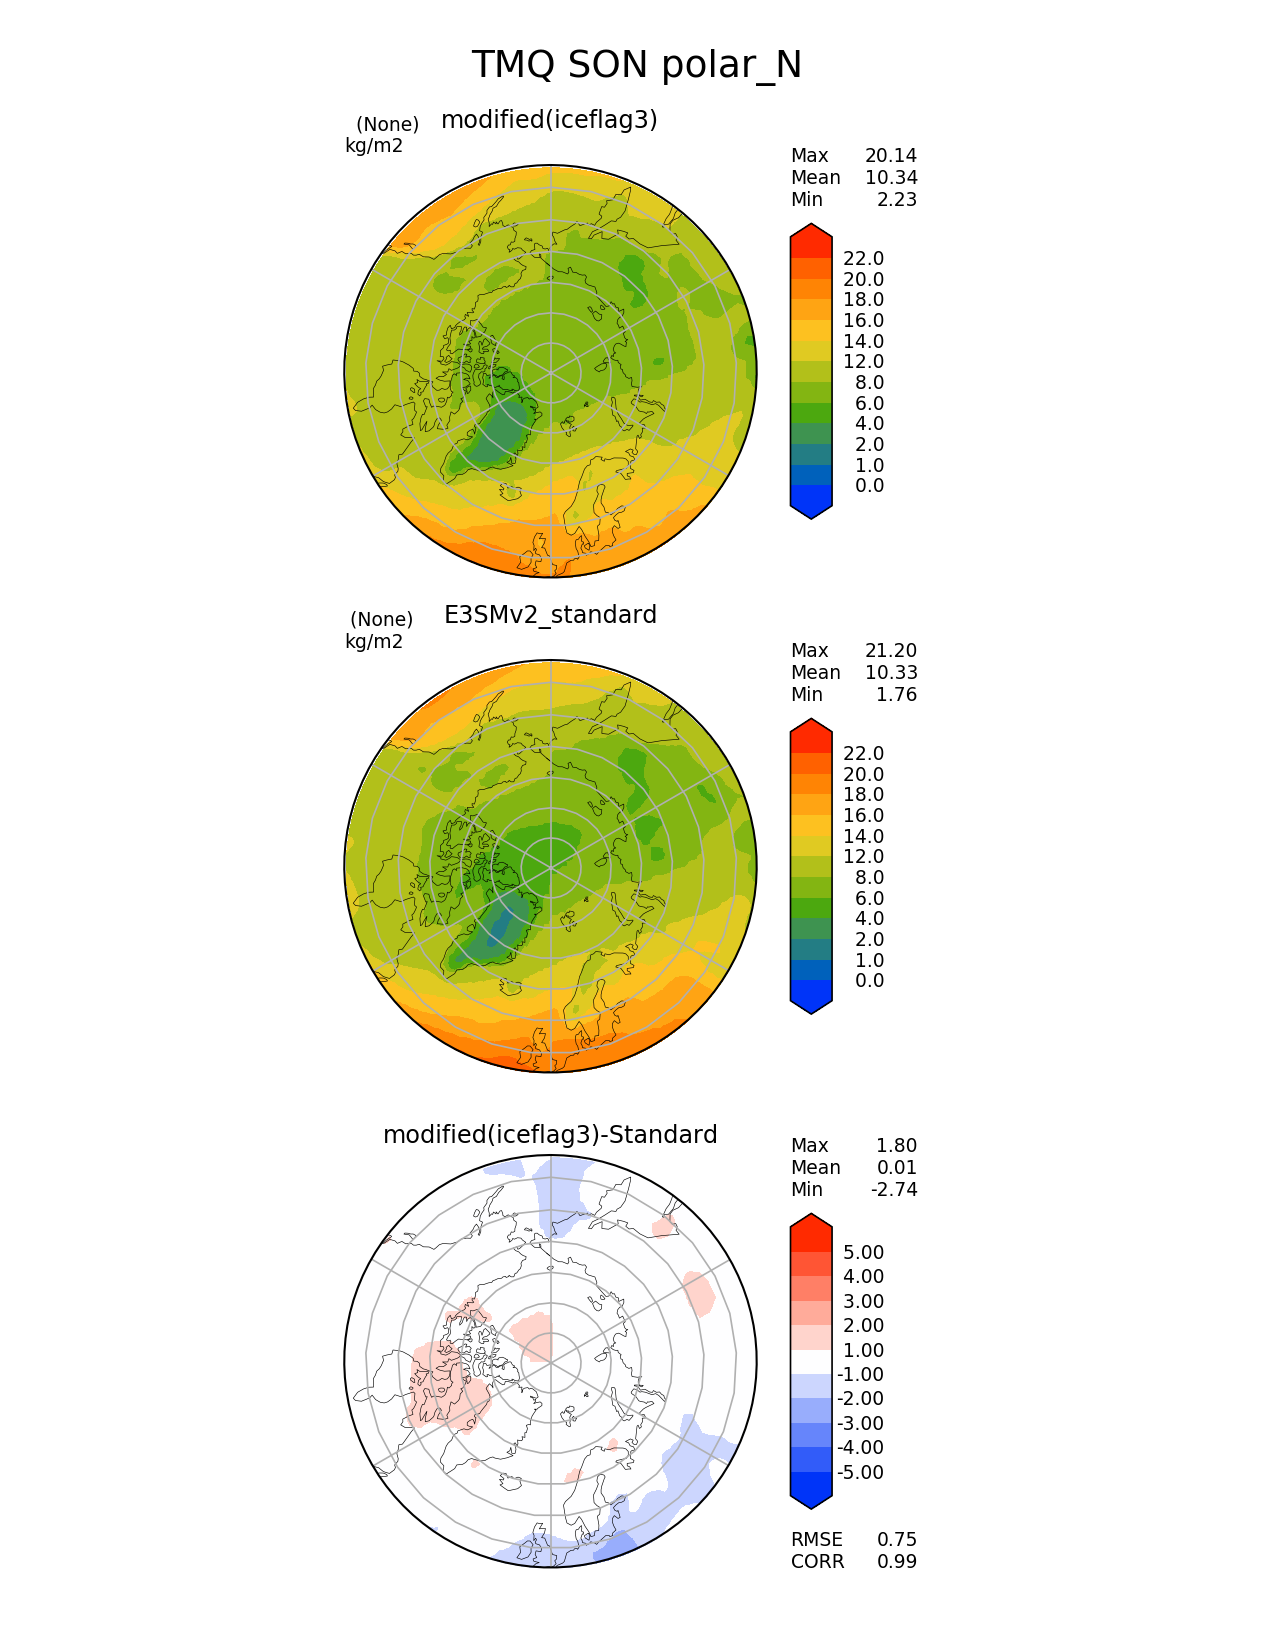 TMQ SON polar_N
(None) modified(iceflag3)
kg/m2
Max 20.14
Mean 10.34
Min 2.23
22.0
20.0
18.0
16.0
14.0
12.0
8.0
6.0
4.0
2.0
1.0
0.0
(None) E3SMv2_standard
kg/m2
Max 21.20
Mean 10.33
Min 1.76
22.0
20.0
18.0
16.0
14.0
12.0
8.0
6.0
4.0
2.0
1.0
0.0
modified(iceflag3)-Standard
Max 1.80
Mean 0.01
Min -2.74
5.00
4.00
3.00
2.00
1.00
-1.00
-2.00
-3.00
-4.00
-5.00
RMSE 0.75
CORR 0.99